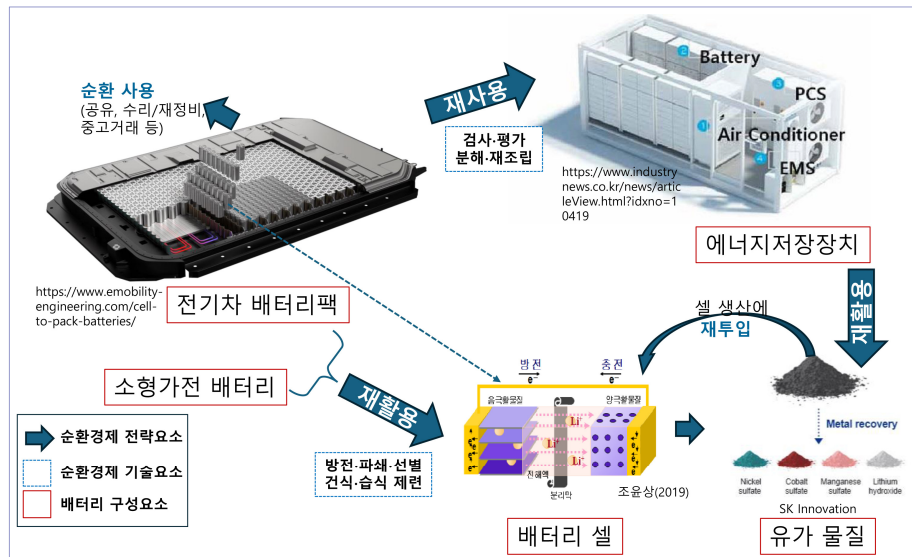 순환 사용
(공유, 수리/재정비,
중고거래 등)
재사용
검사·평가
분해·재조립
Battery
2
PCS
3
1
Air Conditioner
4
EMS
https://www.industry
news.co.kr/news/artic
leView.html?idxno=1
0419
에너지저장장치
https://www.emobility-
engineering.com/cell-
to-pack-batteries/
전기차 배터리팩
재활용
셀 생산에
재투입
소형가전 배터리
재활용
방전·파쇄·선별
건식·습식 제련
방전
e⁻
충전
e⁻
음극활물질
양극활물질
Li⁺
Li⁺
Li⁺
전해액
분리막
조윤상(2019)
배터리 셀
Metal recovery
Nickel
sulfate
Cobalt
sulfate
Manganese
sulfate
Lithium
hydroxide
SK Innovation
유가 물질
순환경제 전략요소
순환경제 기술요소
배터리 구성요소